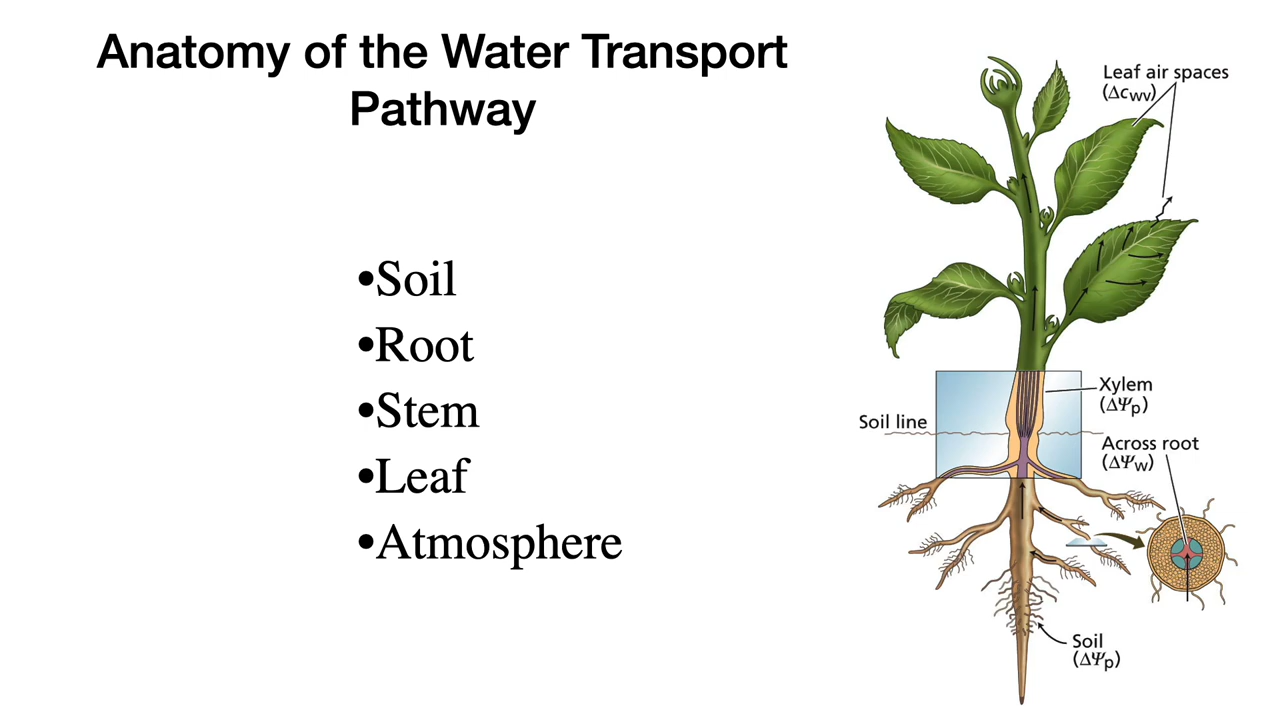 Anatomy of the Water Transport
Pathway
•Soil
•Root
•Stem
•Leaf
•Atmosphere
Leaf air spaces
(Δcwv)
Xylem
(ΔΨp)
Soil line
Across root
(ΔΨw)
Soil
(ΔΨp)